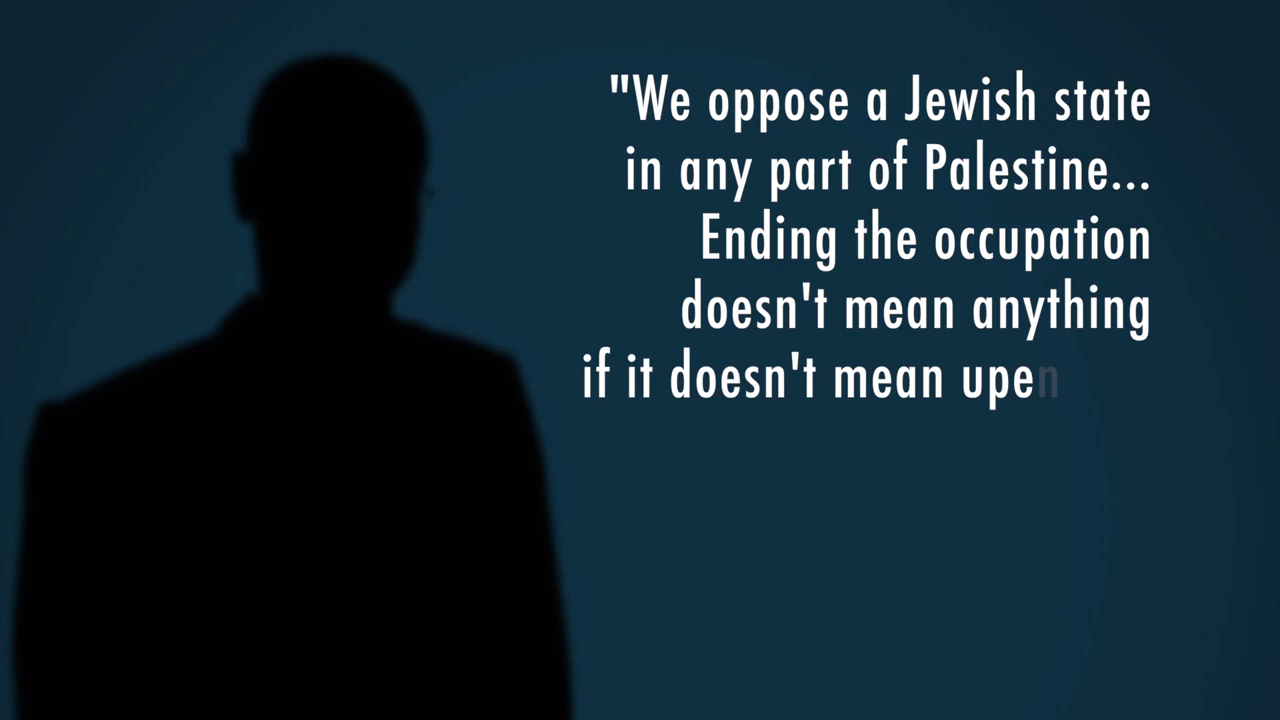 "We oppose a Jewish state
in any part of Palestine...
Ending the occupation
doesn't mean anything
if it doesn't mean upen